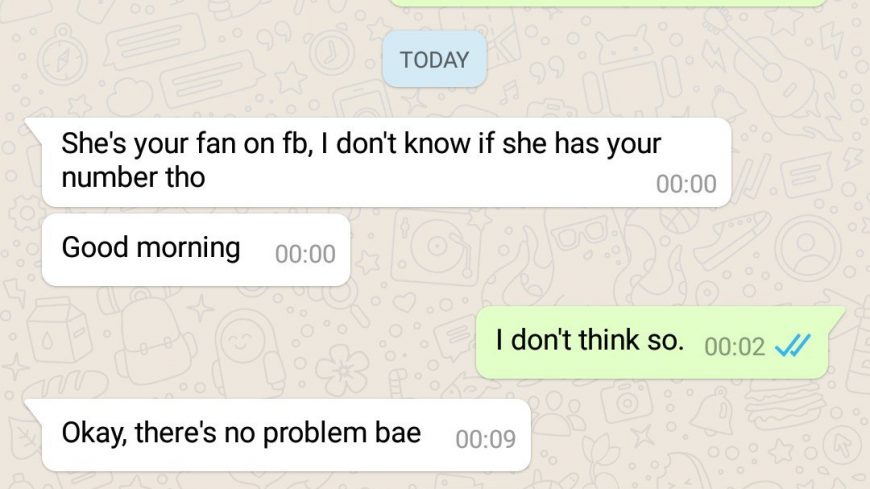 TODAY
She's your fan on fb, I don't know if she has your
number tho
00:00
Good morning 00:00
I don't think so. 00:02
Okay, there's no problem bae 00:09